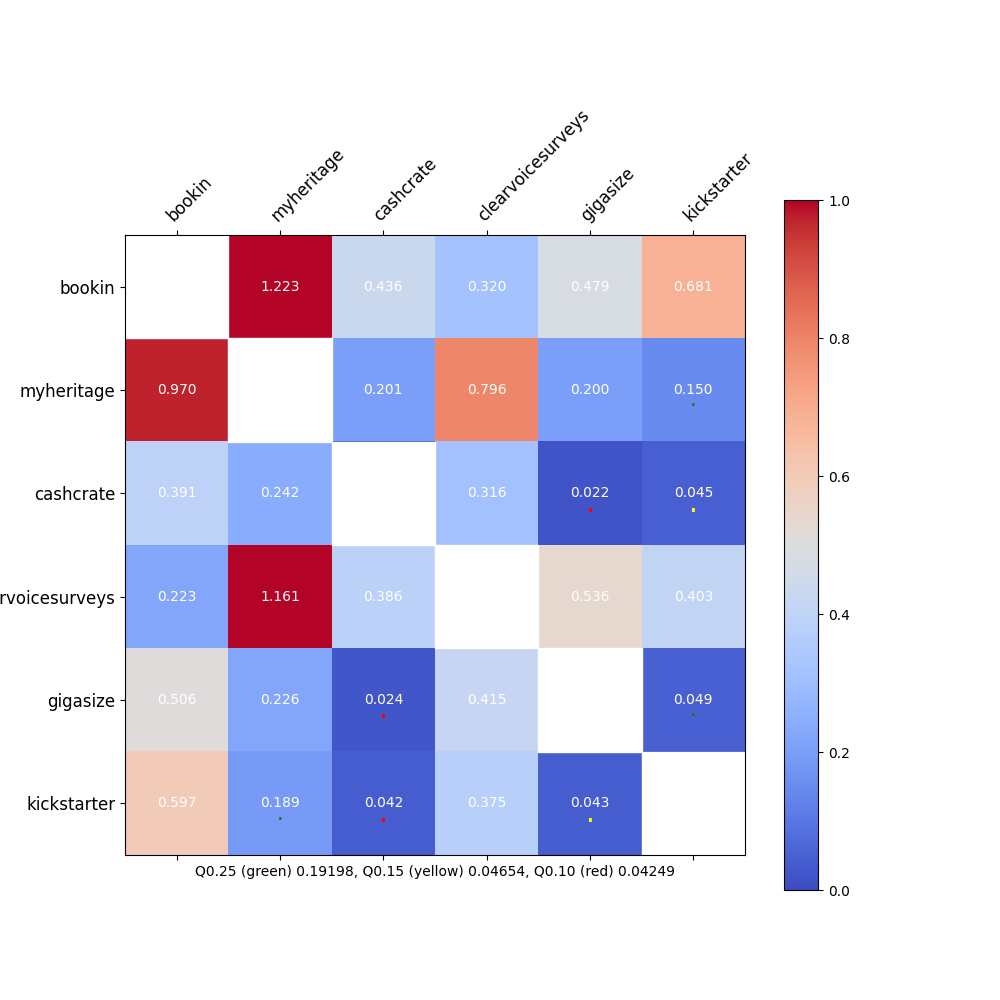 bookin
myheritage
cashcrate
clearvoicesurveys
gigasize
kickstarter
1.0
bookin 1.223 0.436 0.320 0.479 0.681
0.8
myheritage 0.970 0.201 0.796 0.200 0.150
0.6
cashcrate 0.391 0.242 0.316 0.022 0.045
rvoicesurveys 0.223 1.161 0.386 0.536 0.403
0.4
gigasize 0.506 0.226 0.024 0.415 0.049
0.2
kickstarter 0.597 0.189 0.042 0.375 0.043
Q0.25 (green) 0.19198, Q0.15 (yellow) 0.04654, Q0.10 (red) 0.04249
0.0